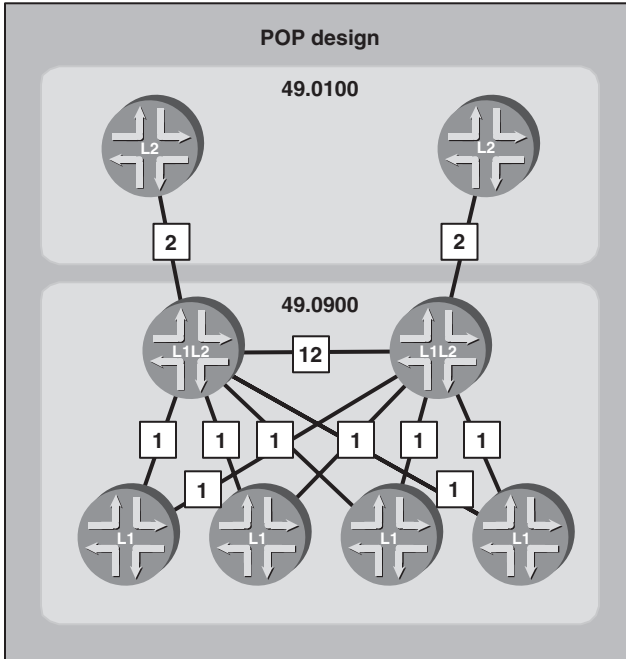 POP design
49.0100
L2 L2
2 2
49.0900
L1L2 12 L1L2
1 1 1 1 1 1
1 1
L1 L1 L1 L1